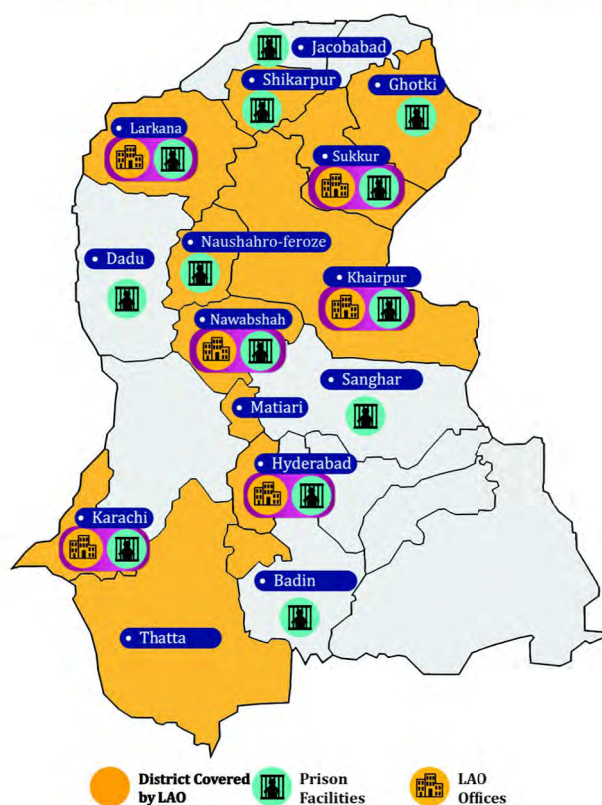 Jacobabad
Shikarpur
Ghotki
Larkana
Sukkur
Naushahro-feroze
Dadu
Khairpur
Nawabshah
Sanghar
Matiari
Hyderabad
Karachi
Badin
Thatta
District Covered
by LAO
Prison
Facilities
LAO
Offices